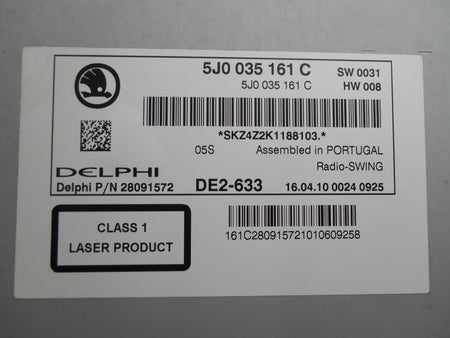 5J0 035 161 C SW 0031
5J0 035 161 C HW 008
*SKZ4Z2K1188103.*
05S Assembled in PORTUGAL
Radio-SWING
DELPHI
Delphi P/N 28091572 DE2-633 16.04.10 0024 0925
CLASS 1
LASER PRODUCT
161C280915721010609258